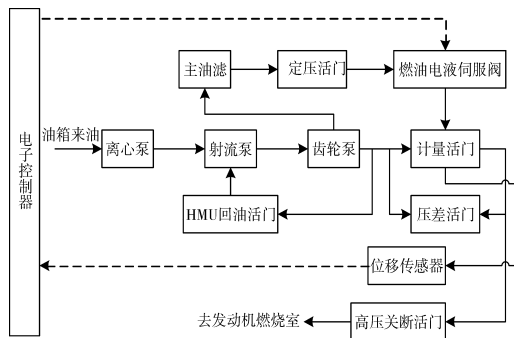 主油滤
定压活门
燃油电液伺服阀
油箱来油
离心泵
射流泵
齿轮泵
计量活门
电子控制器
HMU回油活门
压差活门
位移传感器
去发动机燃烧室
高压关断活门